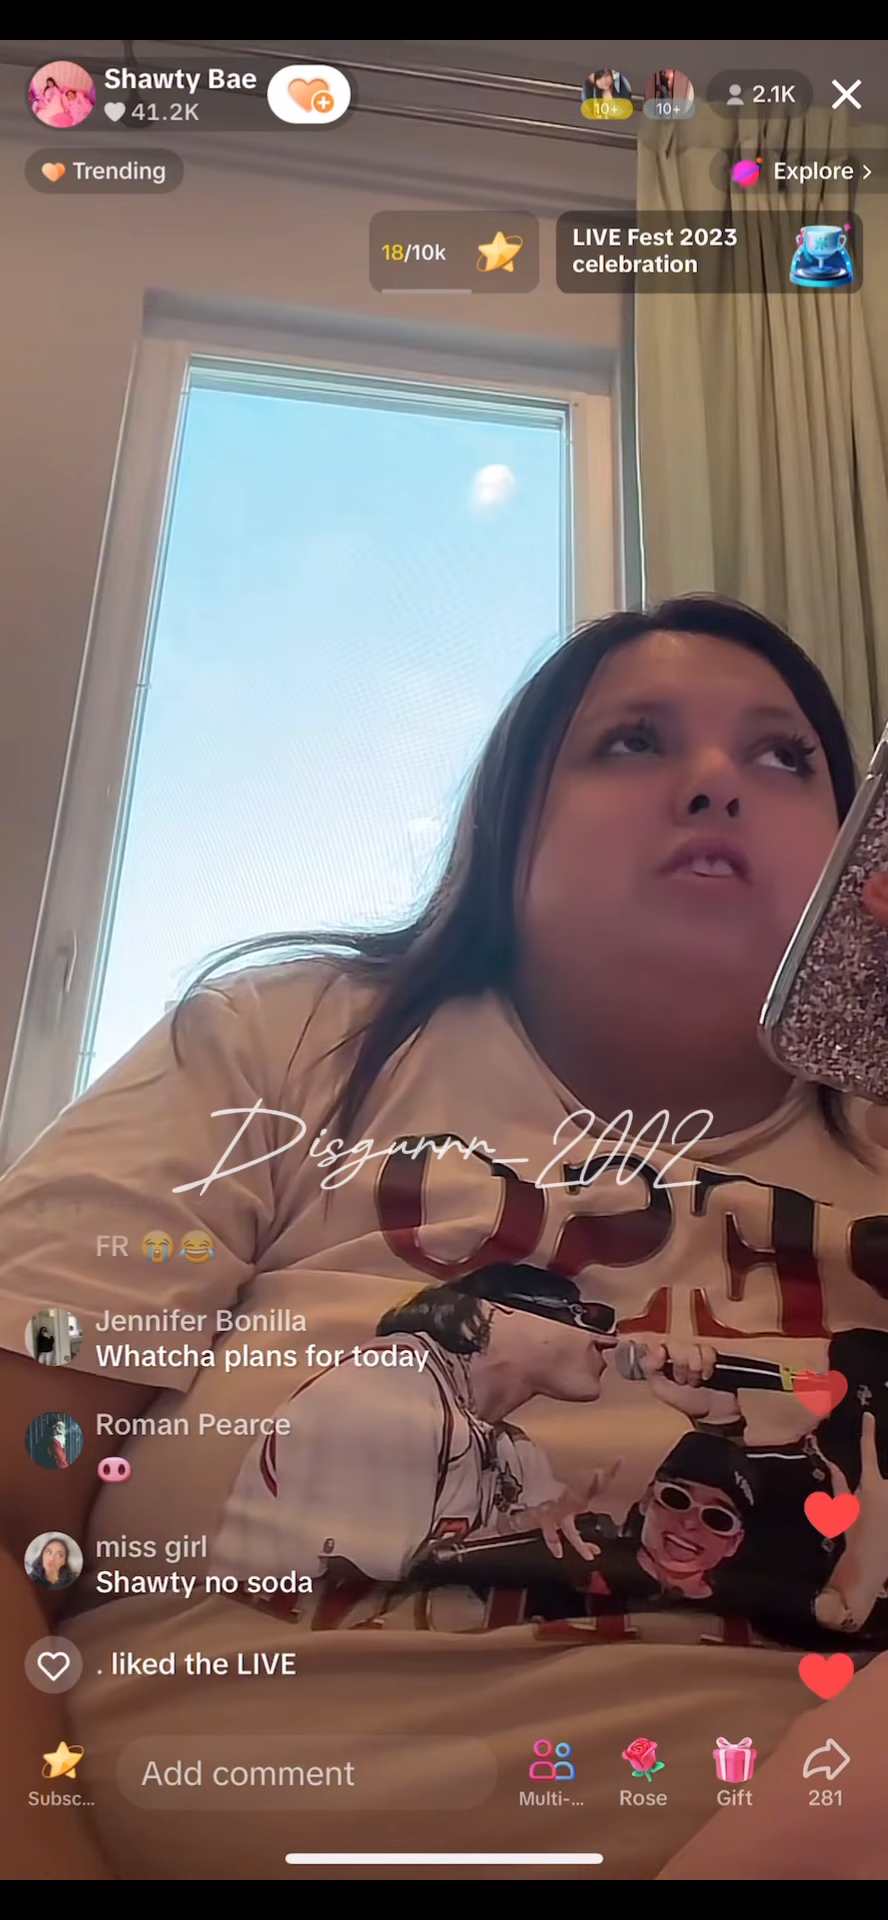 Shawty Bae
41.2K
10+
10+
2.1K
Trending
Explore >
18/10k
LIVE Fest 2023
celebration
Disgurrr_2002
FR 😭😂
Jennifer Bonilla
Whatcha plans for today
Roman Pearce
🐽
miss girl
Shawty no soda
. liked the LIVE
Subsc...
Add comment
Multi-...
Rose
Gift
281